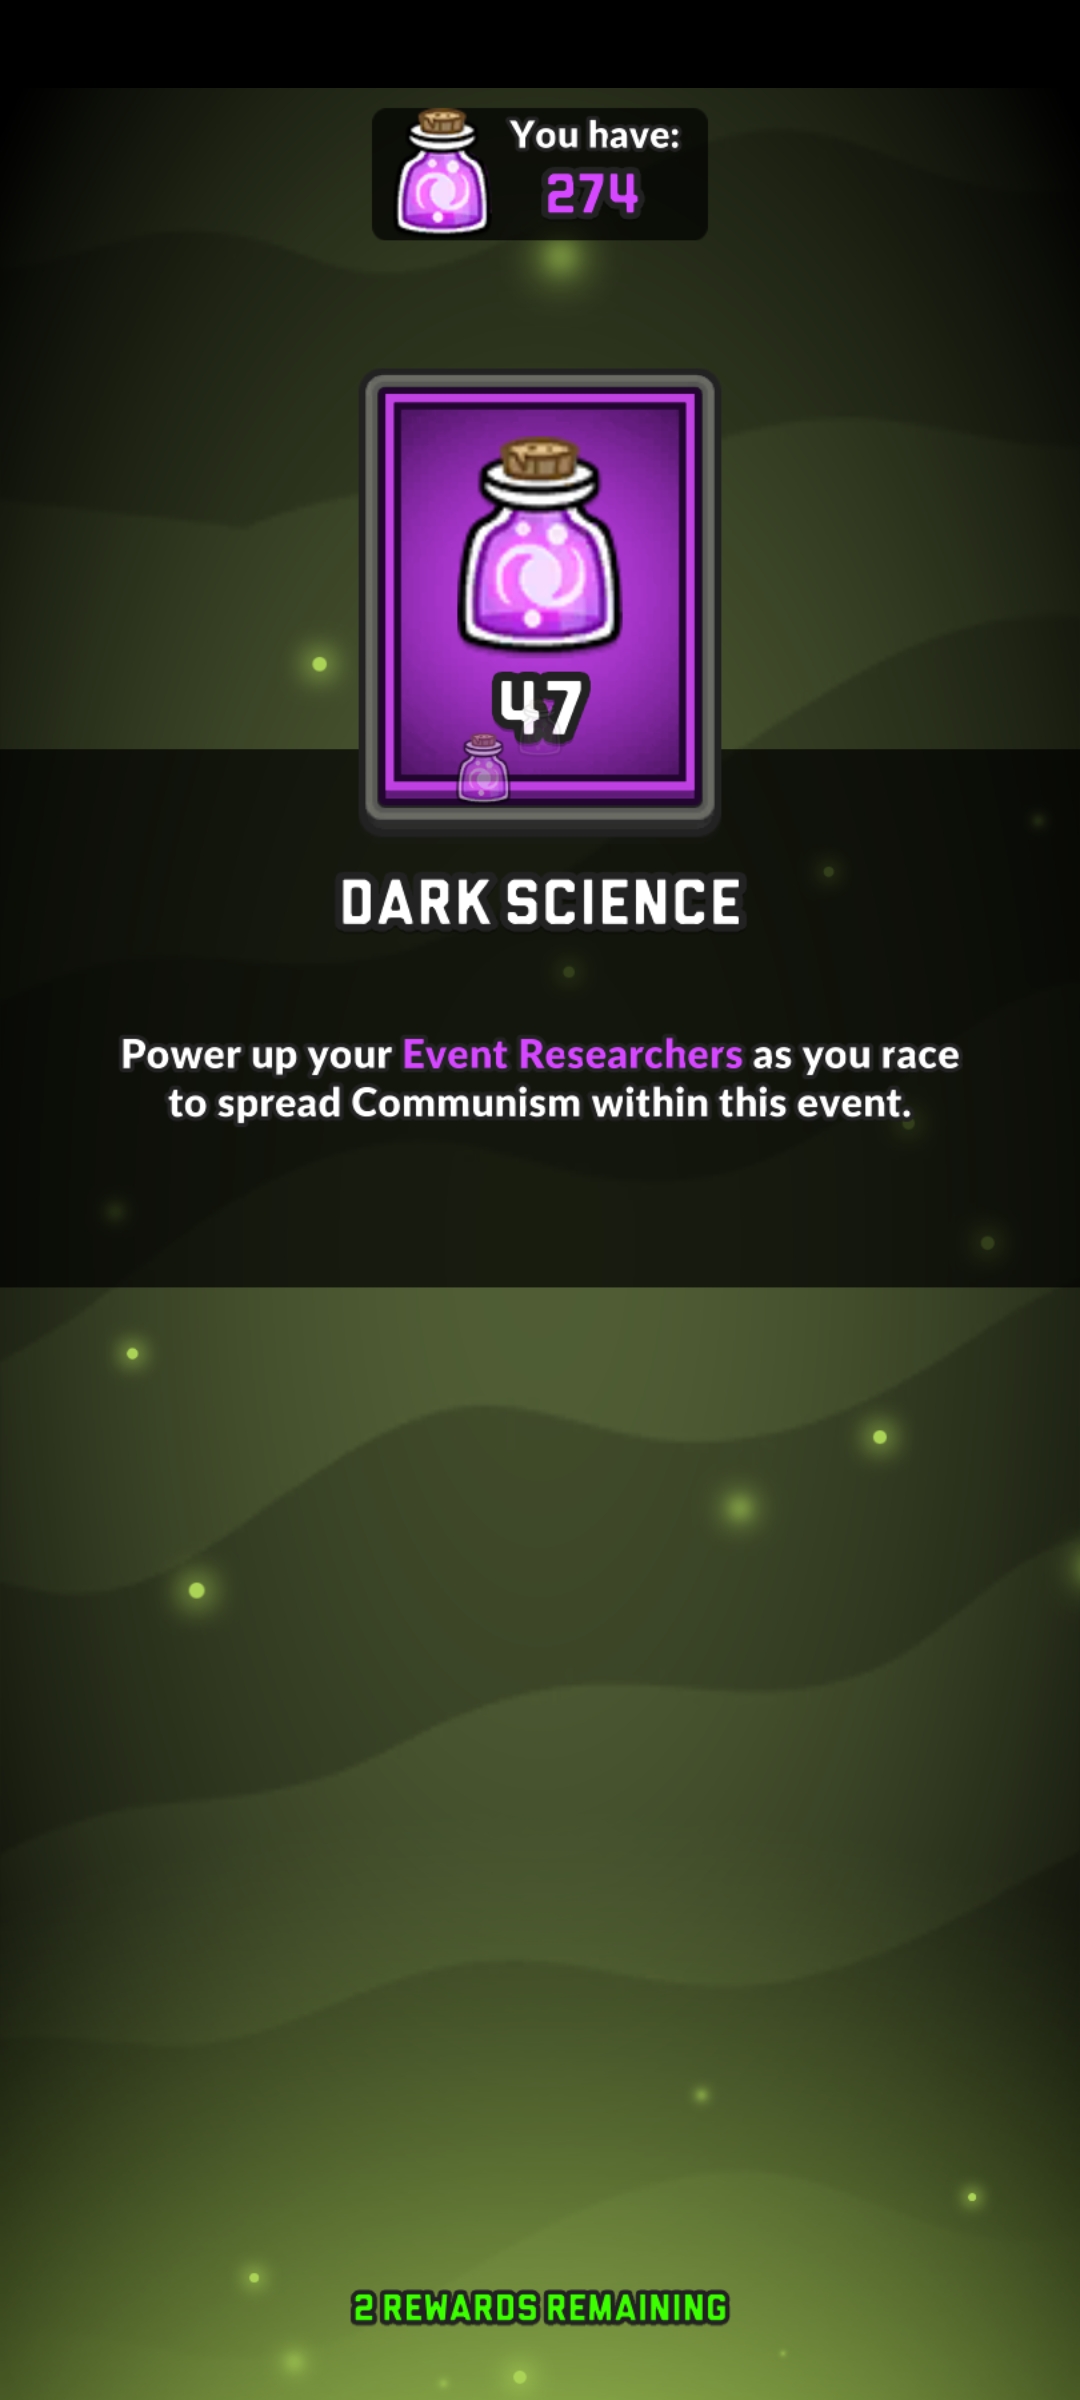 You have:
274
47
DARK SCIENCE
Power up your Event Researchers as you race
to spread Communism within this event.
2 REWARDS REMAINING